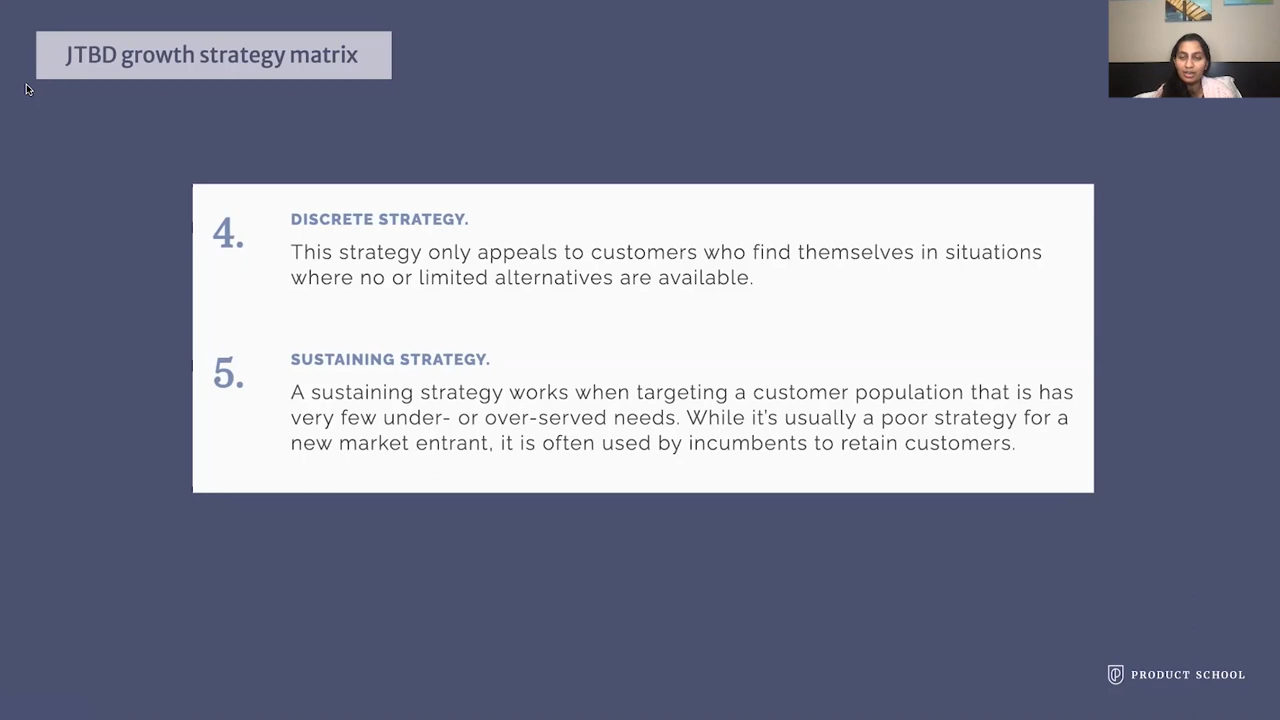 JTBD growth strategy matrix
4.
DISCRETE STRATEGY.
This strategy only appeals to customers who find themselves in situations
where no or limited alternatives are available.
5.
SUSTAINING STRATEGY.
A sustaining strategy works when targeting a customer population that is has
very few under- or over-served needs. While it’s usually a poor strategy for a
new market entrant, it is often used by incumbents to retain customers.
PRODUCT SCHOOL